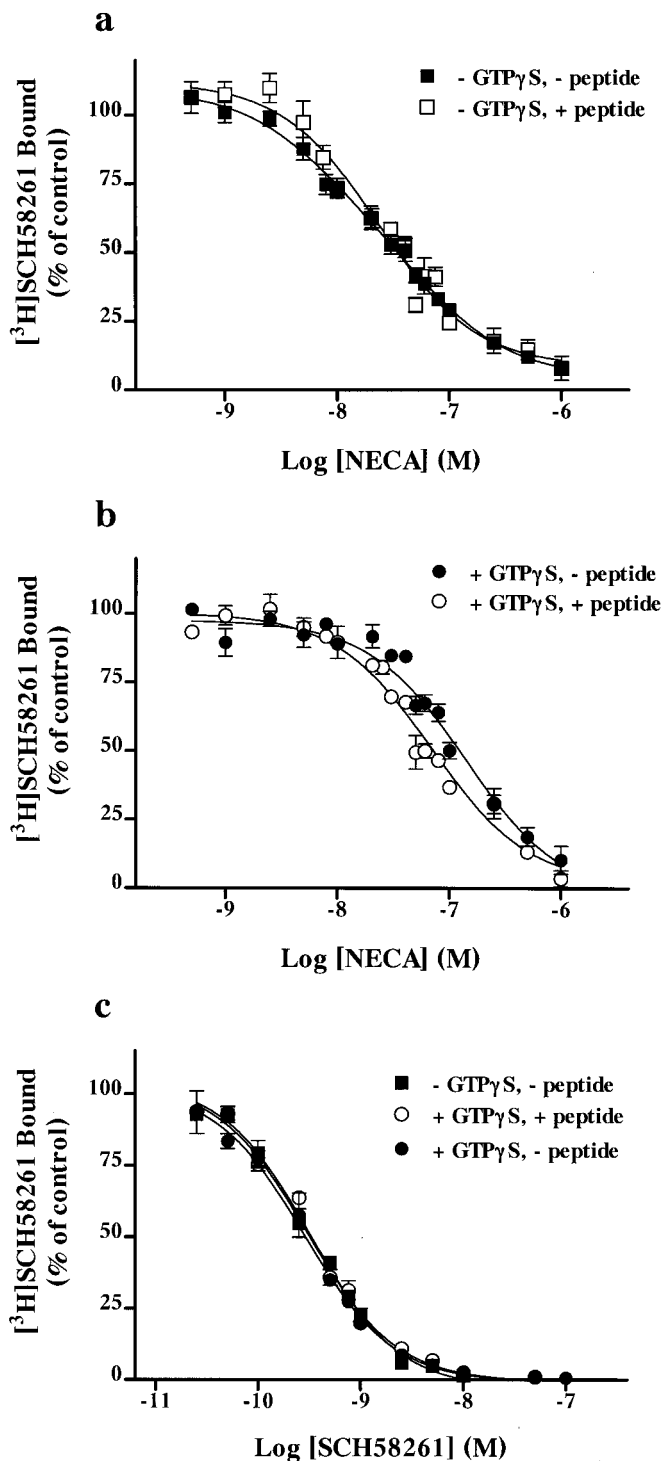 a
[³H]SCH58261 Bound
(% of control)
100
75
50
25
0
- GTPγS, - peptide
- GTPγS, + peptide
-9 -8 -7 -6
Log [NECA] (M)
b
[³H]SCH58261 Bound
(% of control)
100
75
50
25
0
+ GTPγS, - peptide
+ GTPγS, + peptide
-9 -8 -7 -6
Log [NECA] (M)
c
[³H]SCH58261 Bound
(% of control)
100
75
50
25
0
- GTPγS, - peptide
+ GTPγS, + peptide
+ GTPγS, - peptide
-11 -10 -9 -8 -7
Log [SCH58261] (M)